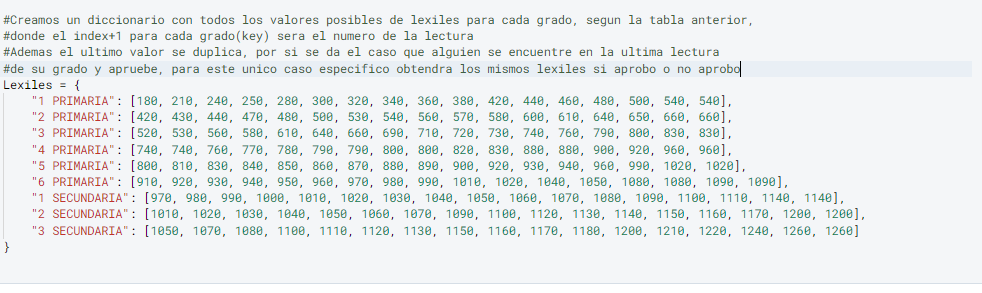 #Creamos un diccionario con todos los valores posibles de lexiles para cada grado, segun la tabla anterior,
#donde el index+1 para cada grado(key) sera el numero de la lectura
#Ademas el ultimo valor se duplica, por si se da el caso que alguien se encuentre en la ultima lectura
#de su grado y apruebe, para este unico caso especifico obtendra los mismos lexiles si aprobo o no aprobo
Lexiles = {
    "1 PRIMARIA": [180, 210, 240, 250, 280, 300, 320, 340, 360, 380, 420, 440, 460, 480, 500, 540, 540],
    "2 PRIMARIA": [420, 430, 440, 470, 480, 500, 530, 540, 560, 570, 580, 600, 610, 640, 650, 660, 660],
    "3 PRIMARIA": [520, 530, 560, 580, 610, 640, 660, 690, 710, 720, 730, 740, 760, 790, 800, 830, 830],
    "4 PRIMARIA": [740, 740, 760, 770, 780, 790, 790, 800, 800, 820, 830, 880, 880, 900, 920, 960, 960],
    "5 PRIMARIA": [800, 810, 830, 840, 850, 860, 870, 880, 890, 900, 920, 930, 940, 960, 990, 1020, 1020],
    "6 PRIMARIA": [910, 920, 930, 940, 950, 960, 970, 980, 990, 1010, 1020, 1040, 1050, 1080, 1080, 1090, 1090],
    "1 SECUNDARIA": [970, 980, 990, 1000, 1010, 1020, 1030, 1040, 1050, 1060, 1070, 1080, 1090, 1100, 1110, 1140, 1140],
    "2 SECUNDARIA": [1010, 1020, 1030, 1040, 1050, 1060, 1070, 1090, 1100, 1120, 1130, 1140, 1150, 1160, 1170, 1200, 1200],
    "3 SECUNDARIA": [1050, 1070, 1080, 1100, 1110, 1120, 1130, 1150, 1160, 1170, 1180, 1200, 1210, 1220, 1240, 1260, 1260]
}